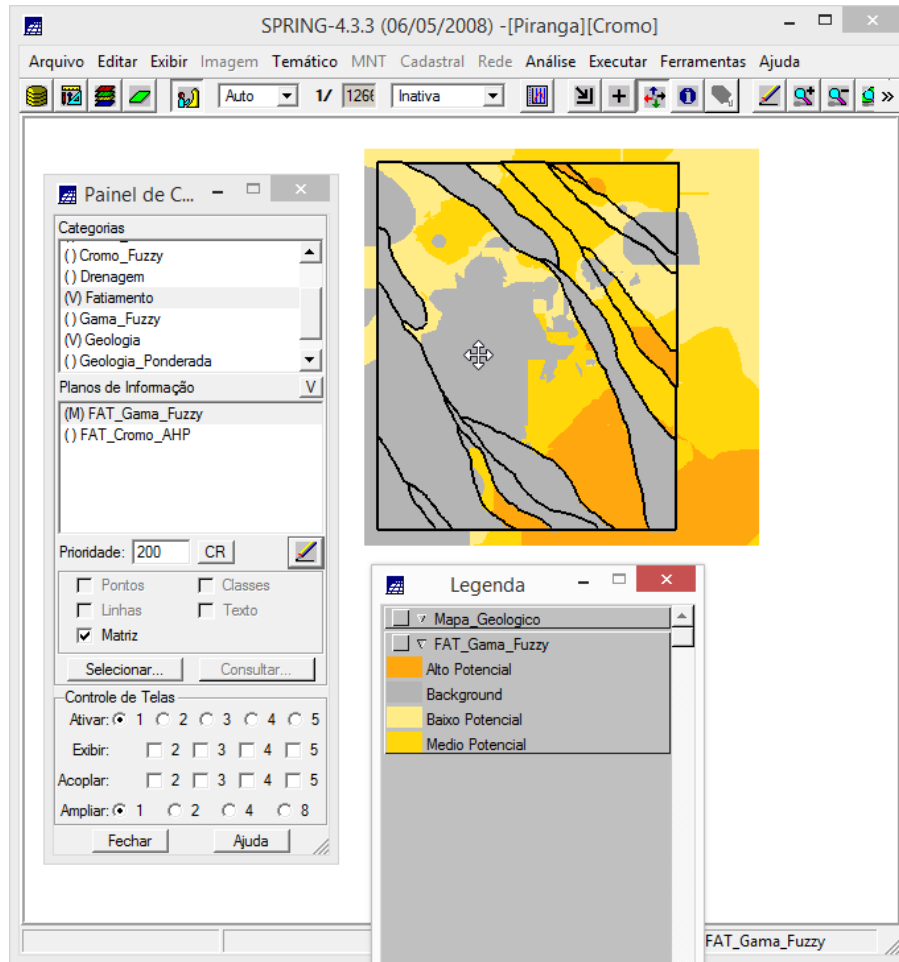 SPRING-4.3.3 (06/05/2008) -[Piranga][Cromo]
Arquivo Editar Exibir Imagem Temático MNT Cadastral Rede Análise Executar Ferramentas Ajuda
Auto 1/ 1266 Inativa »
Painel de C...
Categorias
( ) Cromo_Fuzzy
( ) Drenagem
(V) Fatiamento
( ) Gama_Fuzzy
(V) Geologia
( ) Geologia_Ponderada
Planos de Informação V
(M) FAT_Gama_Fuzzy
( ) FAT_Cromo_AHP
Prioridade: 200 CR
Pontos Classes
Linhas Texto
Matriz
Selecionar... Consultar...
Controle de Telas
Ativar: 1 2 3 4 5
Exibir: 2 3 4 5
Acoplar: 2 3 4 5
Ampliar: 1 2 4 8
Fechar Ajuda
Legenda
Mapa_Geologico
FAT_Gama_Fuzzy
Alto Potencial
Background
Baixo Potencial
Medio Potencial
FAT_Gama_Fuzzy